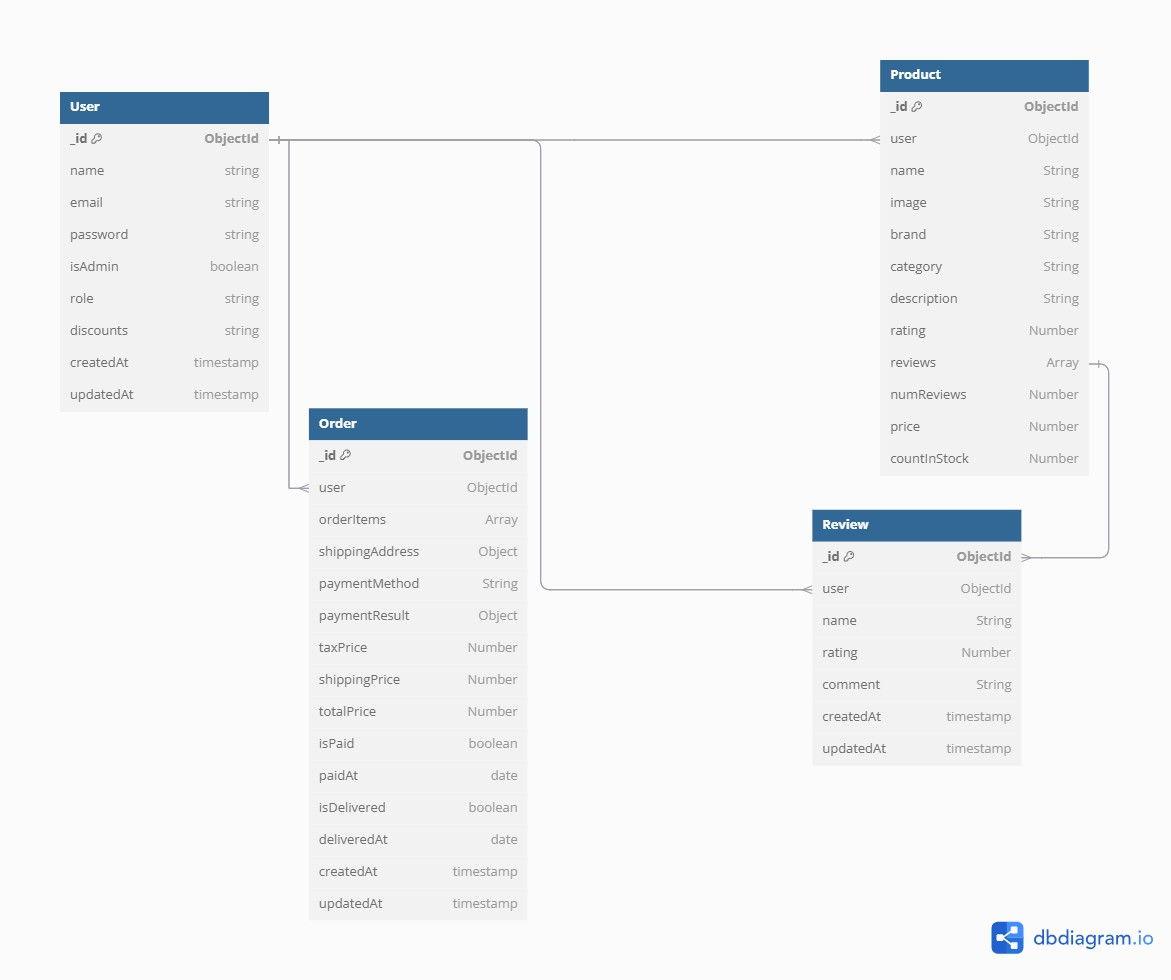 User
_id ObjectId
name string
email string
password string
isAdmin boolean
role string
discounts string
createdAt timestamp
updatedAt timestamp
Product
_id ObjectId
user ObjectId
name String
image String
brand String
category String
description String
rating Number
reviews Array
numReviews Number
price Number
countInStock Number
Order
_id ObjectId
user ObjectId
orderItems Array
shippingAddress Object
paymentMethod String
paymentResult Object
taxPrice Number
shippingPrice Number
totalPrice Number
isPaid boolean
paidAt date
isDelivered boolean
deliveredAt date
createdAt timestamp
updatedAt timestamp
Review
_id ObjectId
user ObjectId
name String
rating Number
comment String
createdAt timestamp
updatedAt timestamp
dbdiagram.io